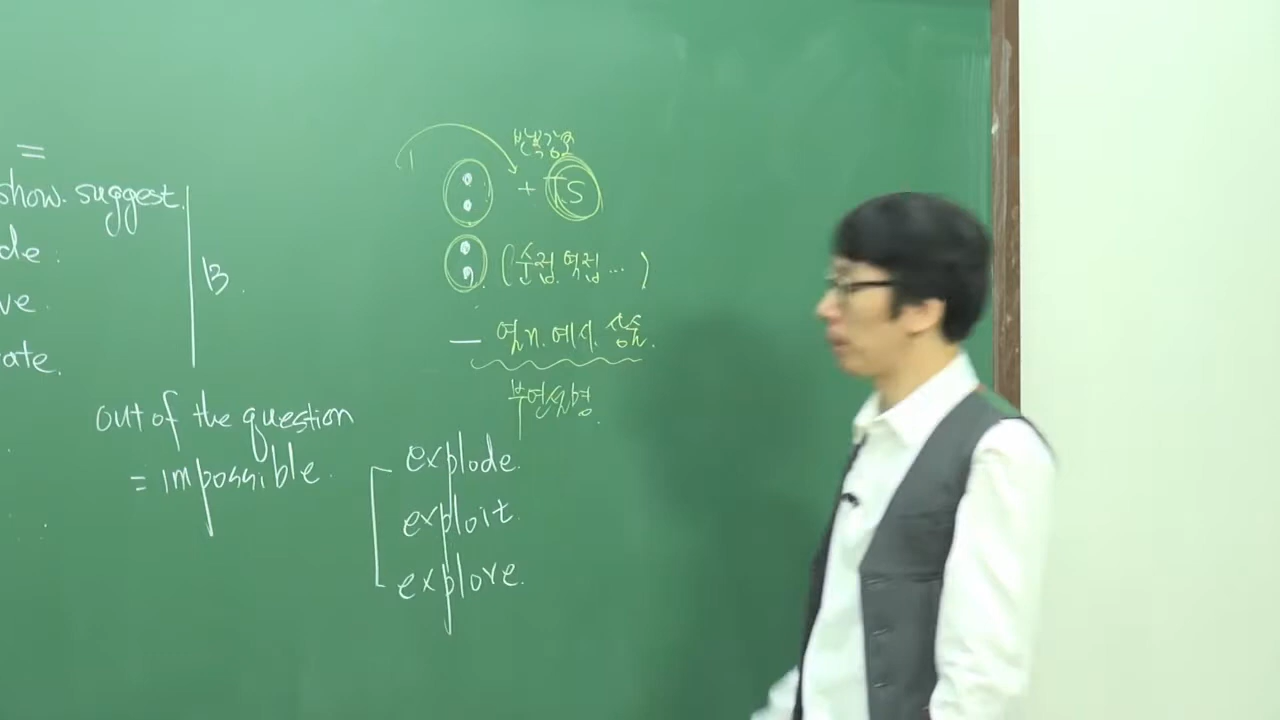 =
show. suggest.
de.
ve.
ate.
B.
out of the question
= impossible.
explode.
exploit.
explore.
반복강조
: + TS
; (순접. 역접 ... )
— 열거. 예시. 상술.
부연설명.